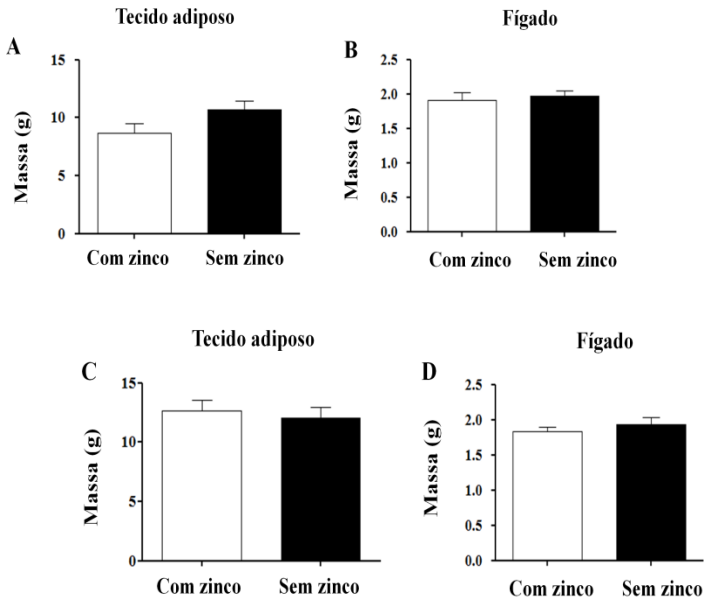 Tecido adiposo
A
Massa (g)
15
10
5
0
Com zinco Sem zinco
Fígado
B
Massa (g)
2.5
2.0
1.5
1.0
0.5
0.0
Com zinco Sem zinco
Tecido adiposo
C
Massa (g)
15
10
5
0
Com zinco Sem zinco
Fígado
D
Massa (g)
2.5
2.0
1.5
1.0
0.5
0.0
Com zinco Sem zinco